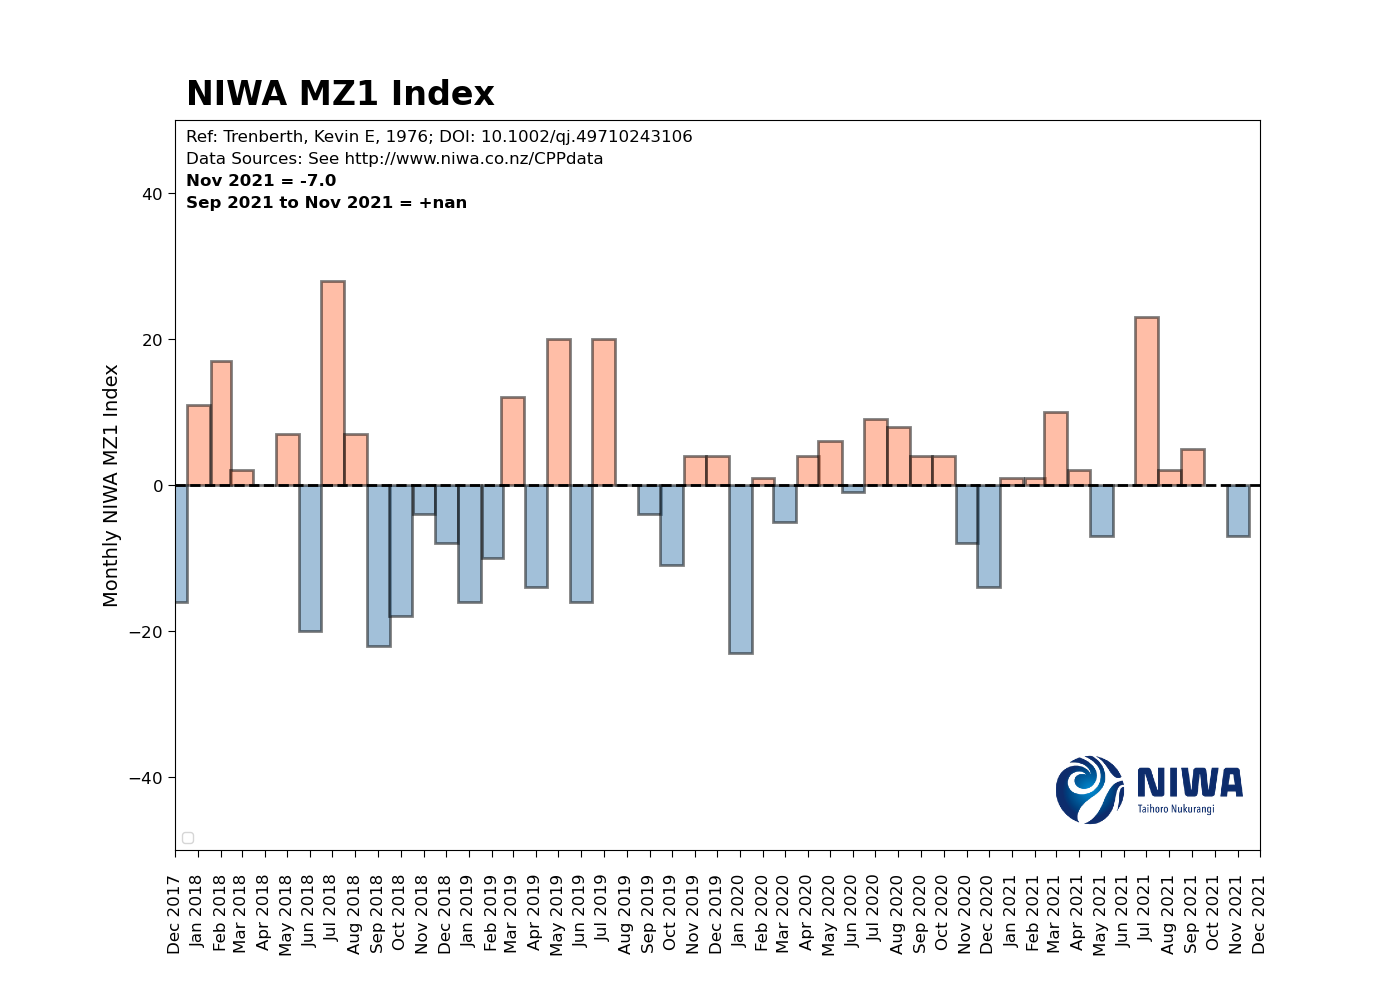 NIWA MZ1 Index
Ref: Trenberth, Kevin E, 1976; DOI: 10.1002/qj.49710243106
Data Sources: See http://www.niwa.co.nz/CPPdata
Nov 2021 = -7.0
Sep 2021 to Nov 2021 = +nan
Monthly NIWA MZ1 Index
40
20
0
−20
−40
NIWA
Taihoro Nukurangi
Dec 2017
Jan 2018
Feb 2018
Mar 2018
Apr 2018
May 2018
Jun 2018
Jul 2018
Aug 2018
Sep 2018
Oct 2018
Nov 2018
Dec 2018
Jan 2019
Feb 2019
Mar 2019
Apr 2019
May 2019
Jun 2019
Jul 2019
Aug 2019
Sep 2019
Oct 2019
Nov 2019
Dec 2019
Jan 2020
Feb 2020
Mar 2020
Apr 2020
May 2020
Jun 2020
Jul 2020
Aug 2020
Sep 2020
Oct 2020
Nov 2020
Dec 2020
Jan 2021
Feb 2021
Mar 2021
Apr 2021
May 2021
Jun 2021
Jul 2021
Aug 2021
Sep 2021
Oct 2021
Nov 2021
Dec 2021